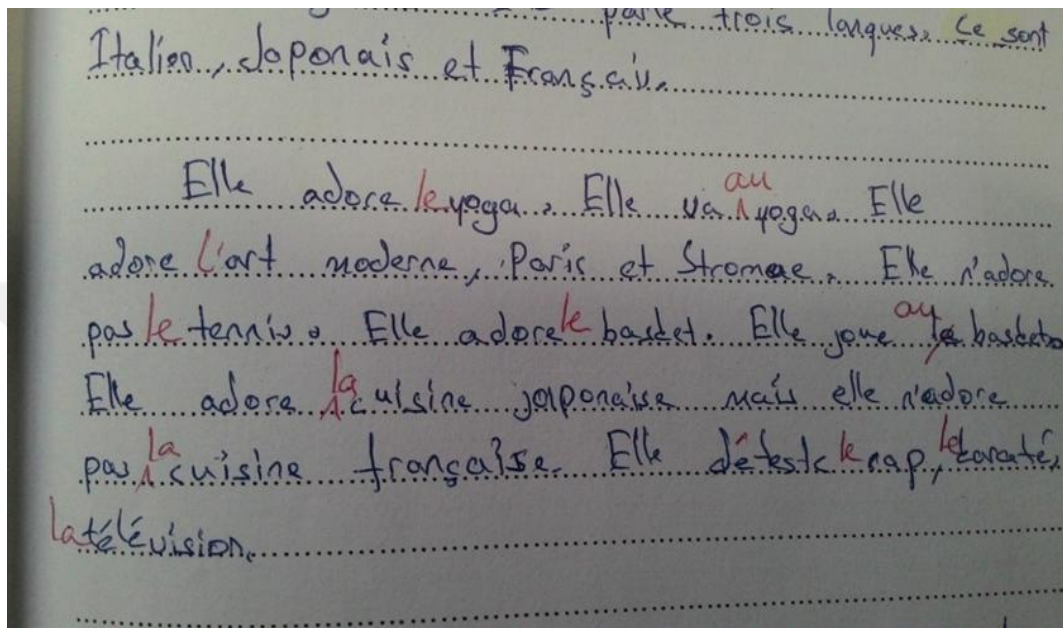 parle trois langues. Ce sont
Italien, Japonais et Français.
Elle adore le yoga. Elle va au yoga. Elle
adore l'art moderne, Paris et Stromae. Elle n'adore
pas le tennis. Elle adore le basket. Elle joue au le basket.
Elle adore la cuisine japonaise mais elle n'adore
pas la cuisine française. Elle déteste le rap, le karaté,
la télévision.